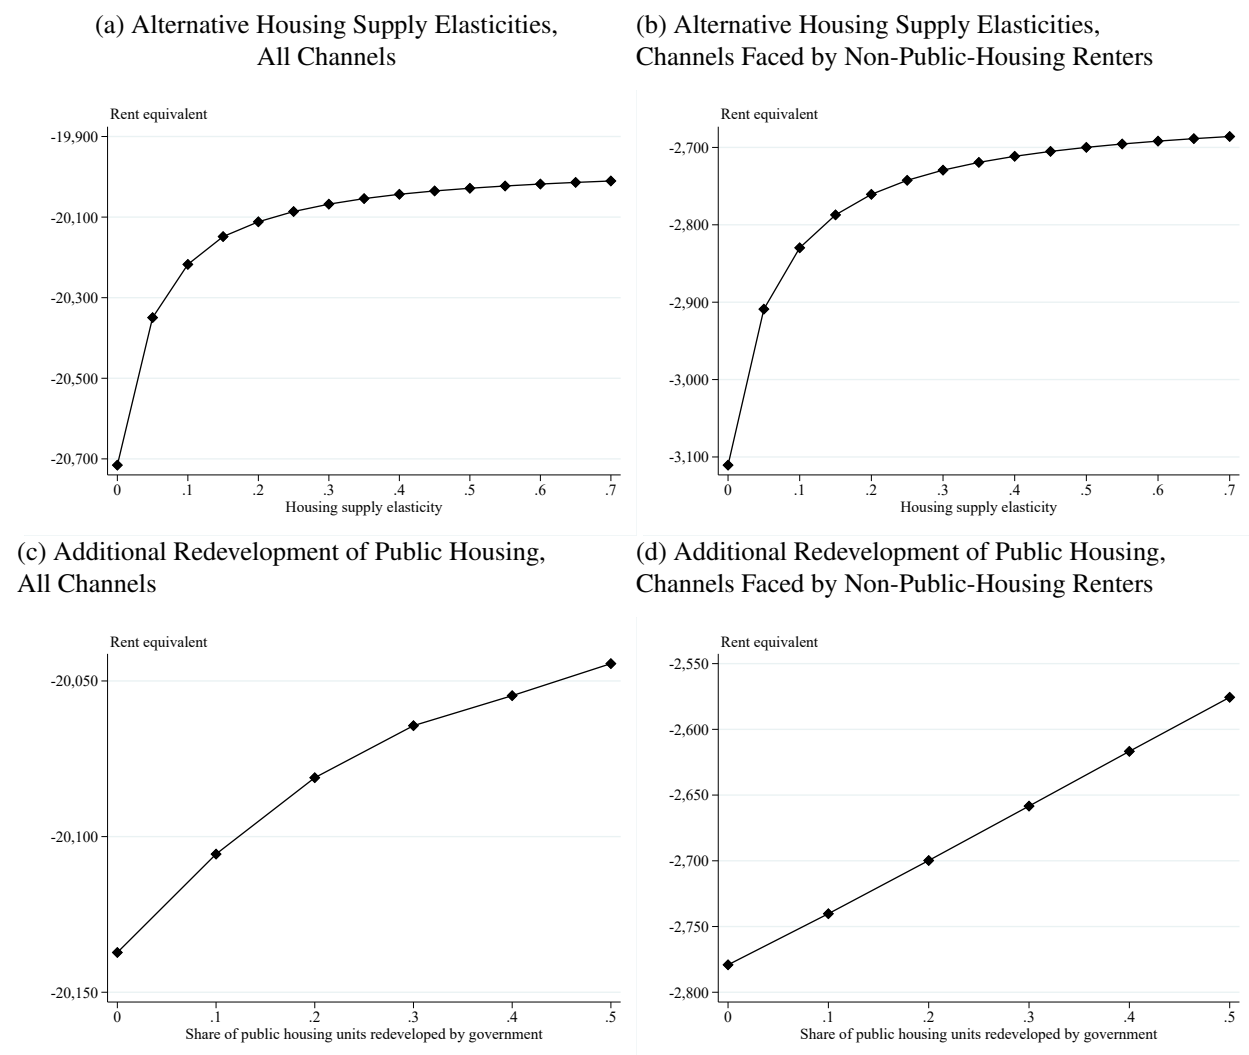 (a) Alternative Housing Supply Elasticities,
All Channels
Rent equivalent
-19,900
-20,100
-20,300
-20,500
-20,700
0 .1 .2 .3 .4 .5 .6 .7
Housing supply elasticity
(b) Alternative Housing Supply Elasticities,
Channels Faced by Non-Public-Housing Renters
Rent equivalent
-2,700
-2,800
-2,900
-3,000
-3,100
0 .1 .2 .3 .4 .5 .6 .7
Housing supply elasticity
(c) Additional Redevelopment of Public Housing,
All Channels
Rent equivalent
-20,050
-20,100
-20,150
0 .1 .2 .3 .4 .5
Share of public housing units redeveloped by government
(d) Additional Redevelopment of Public Housing,
Channels Faced by Non-Public-Housing Renters
Rent equivalent
-2,550
-2,600
-2,650
-2,700
-2,750
-2,800
0 .1 .2 .3 .4 .5
Share of public housing units redeveloped by government